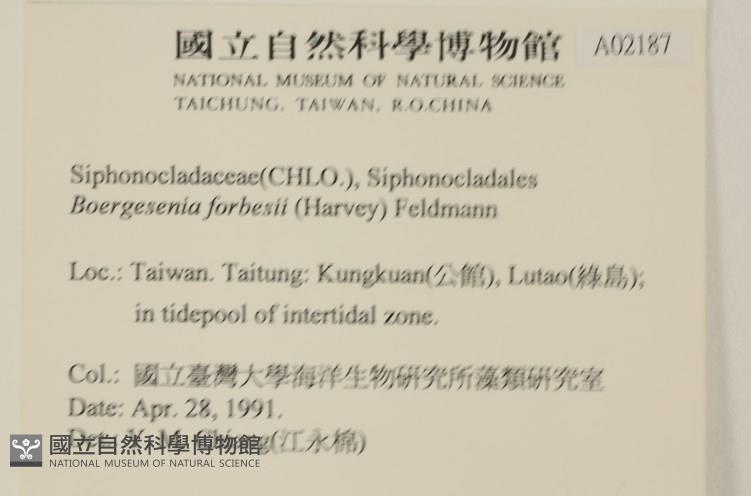 國立自然科學博物館 A02187
NATIONAL MUSEUM OF NATURAL SCIENCE
TAICHUNG, TAIWAN, R.O.CHINA
Siphonocladaceae(CHLO.), Siphonocladales
Boergesenia forbesii (Harvey) Feldmann
Loc.: Taiwan. Taitung: Kungkuan(公館), Lutao(綠島);
in tidepool of intertidal zone.
Col.: 國立臺灣大學海洋生物研究所藻類研究室
Date: Apr. 28, 1991.
(江永棉)
國立自然科學博物館
NATIONAL MUSEUM OF NATURAL SCIENCE